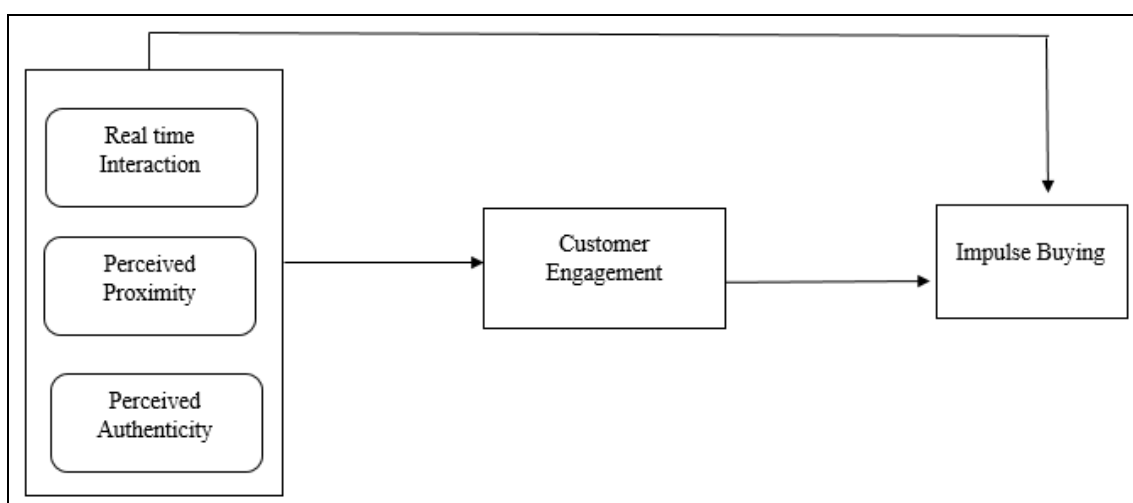 Real time
Interaction
Perceived
Proximity
Perceived
Authenticity
Customer
Engagement
Impulse Buying